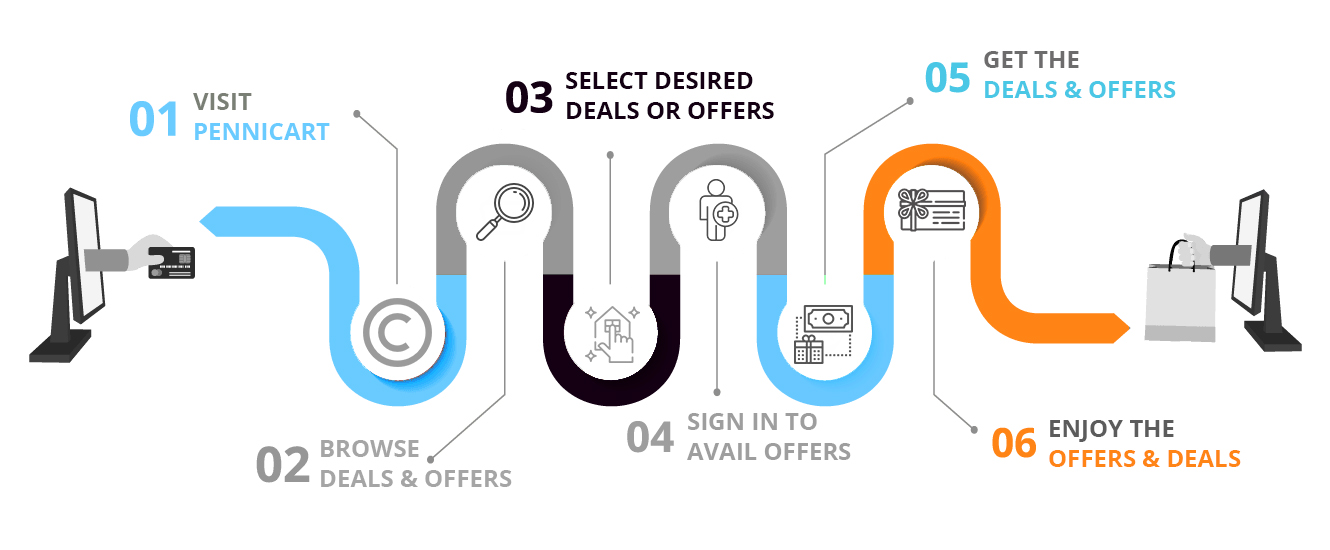 01 VISIT
PENNICART
02 BROWSE
DEALS & OFFERS
03 SELECT DESIRED
DEALS OR OFFERS
04 SIGN IN TO
AVAIL OFFERS
05 GET THE
DEALS & OFFERS
06 ENJOY THE
OFFERS & DEALS